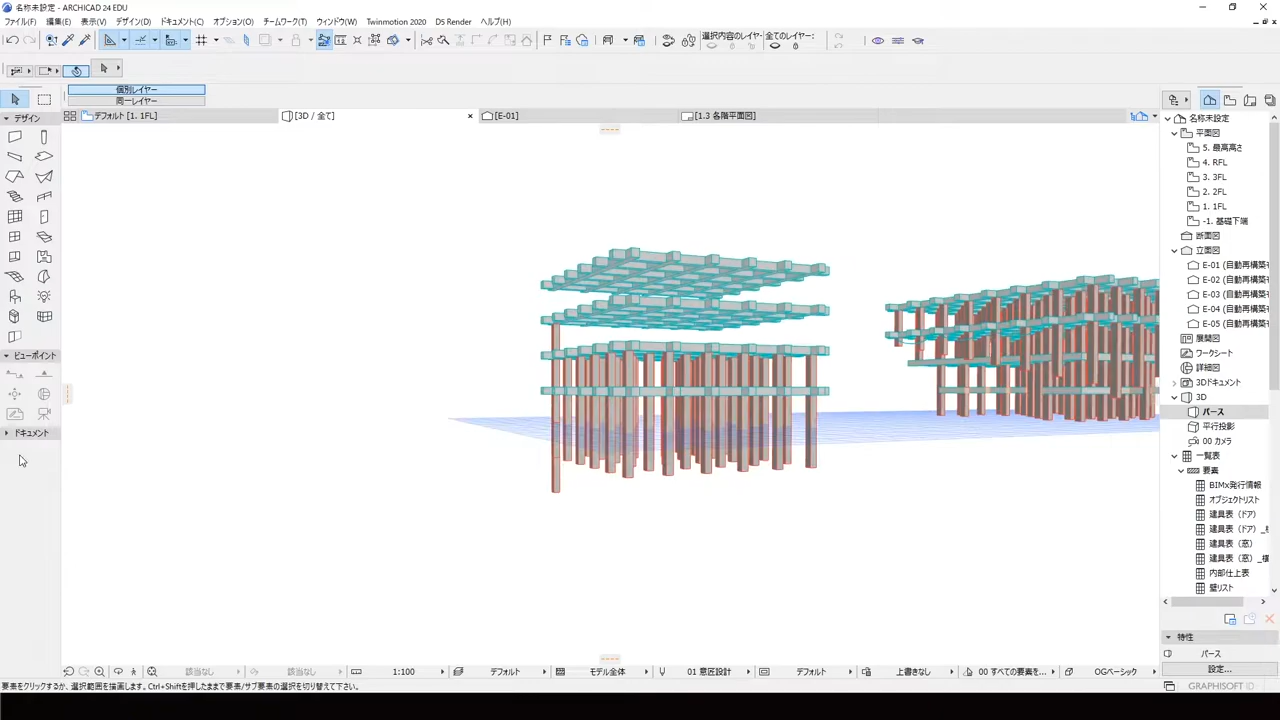 名称未設定 - ARCHICAD 24 EDU
ファイル(F) 編集(E) 表示(V) デザイン(D) ドキュメント(C) オプション(O) チームワーク(T) ウィンドウ(W) Twinmotion 2020 DS Render ヘルプ(H)
選択内容のレイヤー: 全てのレイヤー:
個別レイヤー
同一レイヤー
デフォルト [1. 1FL] [3D / 全て] [E-01] [1.3 各階平面図]
デザイン
ビューポイント
ドキュメント
名称未設定
平面図
5. 最高高さ
4. RFL
3. 3FL
2. 2FL
1. 1FL
-1. 基礎下端
断面図
立面図
E-01 (自動再構築モ
E-02 (自動再構築モ
E-03 (自動再構築モ
E-04 (自動再構築モ
E-05 (自動再構築モ
展開図
ワークシート
詳細図
3Dドキュメント
3D
パース
平行投影
00 カメラ
一覧表
要素
BIMx発行情報
オブジェクトリスト
建具表（ドア）
建具表（ドア）_横
建具表（窓）
建具表（窓）_横
内部仕上表
壁リスト
特性
パース
設定...
該当なし 該当なし 1:100 デフォルト モデル全体 01 意匠設計 デフォルト 上書きなし 00 すべての要素を... OGベーシック
要素をクリックするか、選択範囲を描画します。Ctrl+Shiftを押したままで要素/サブ要素の選択を切り替えて下さい。
GRAPHISOFT ID